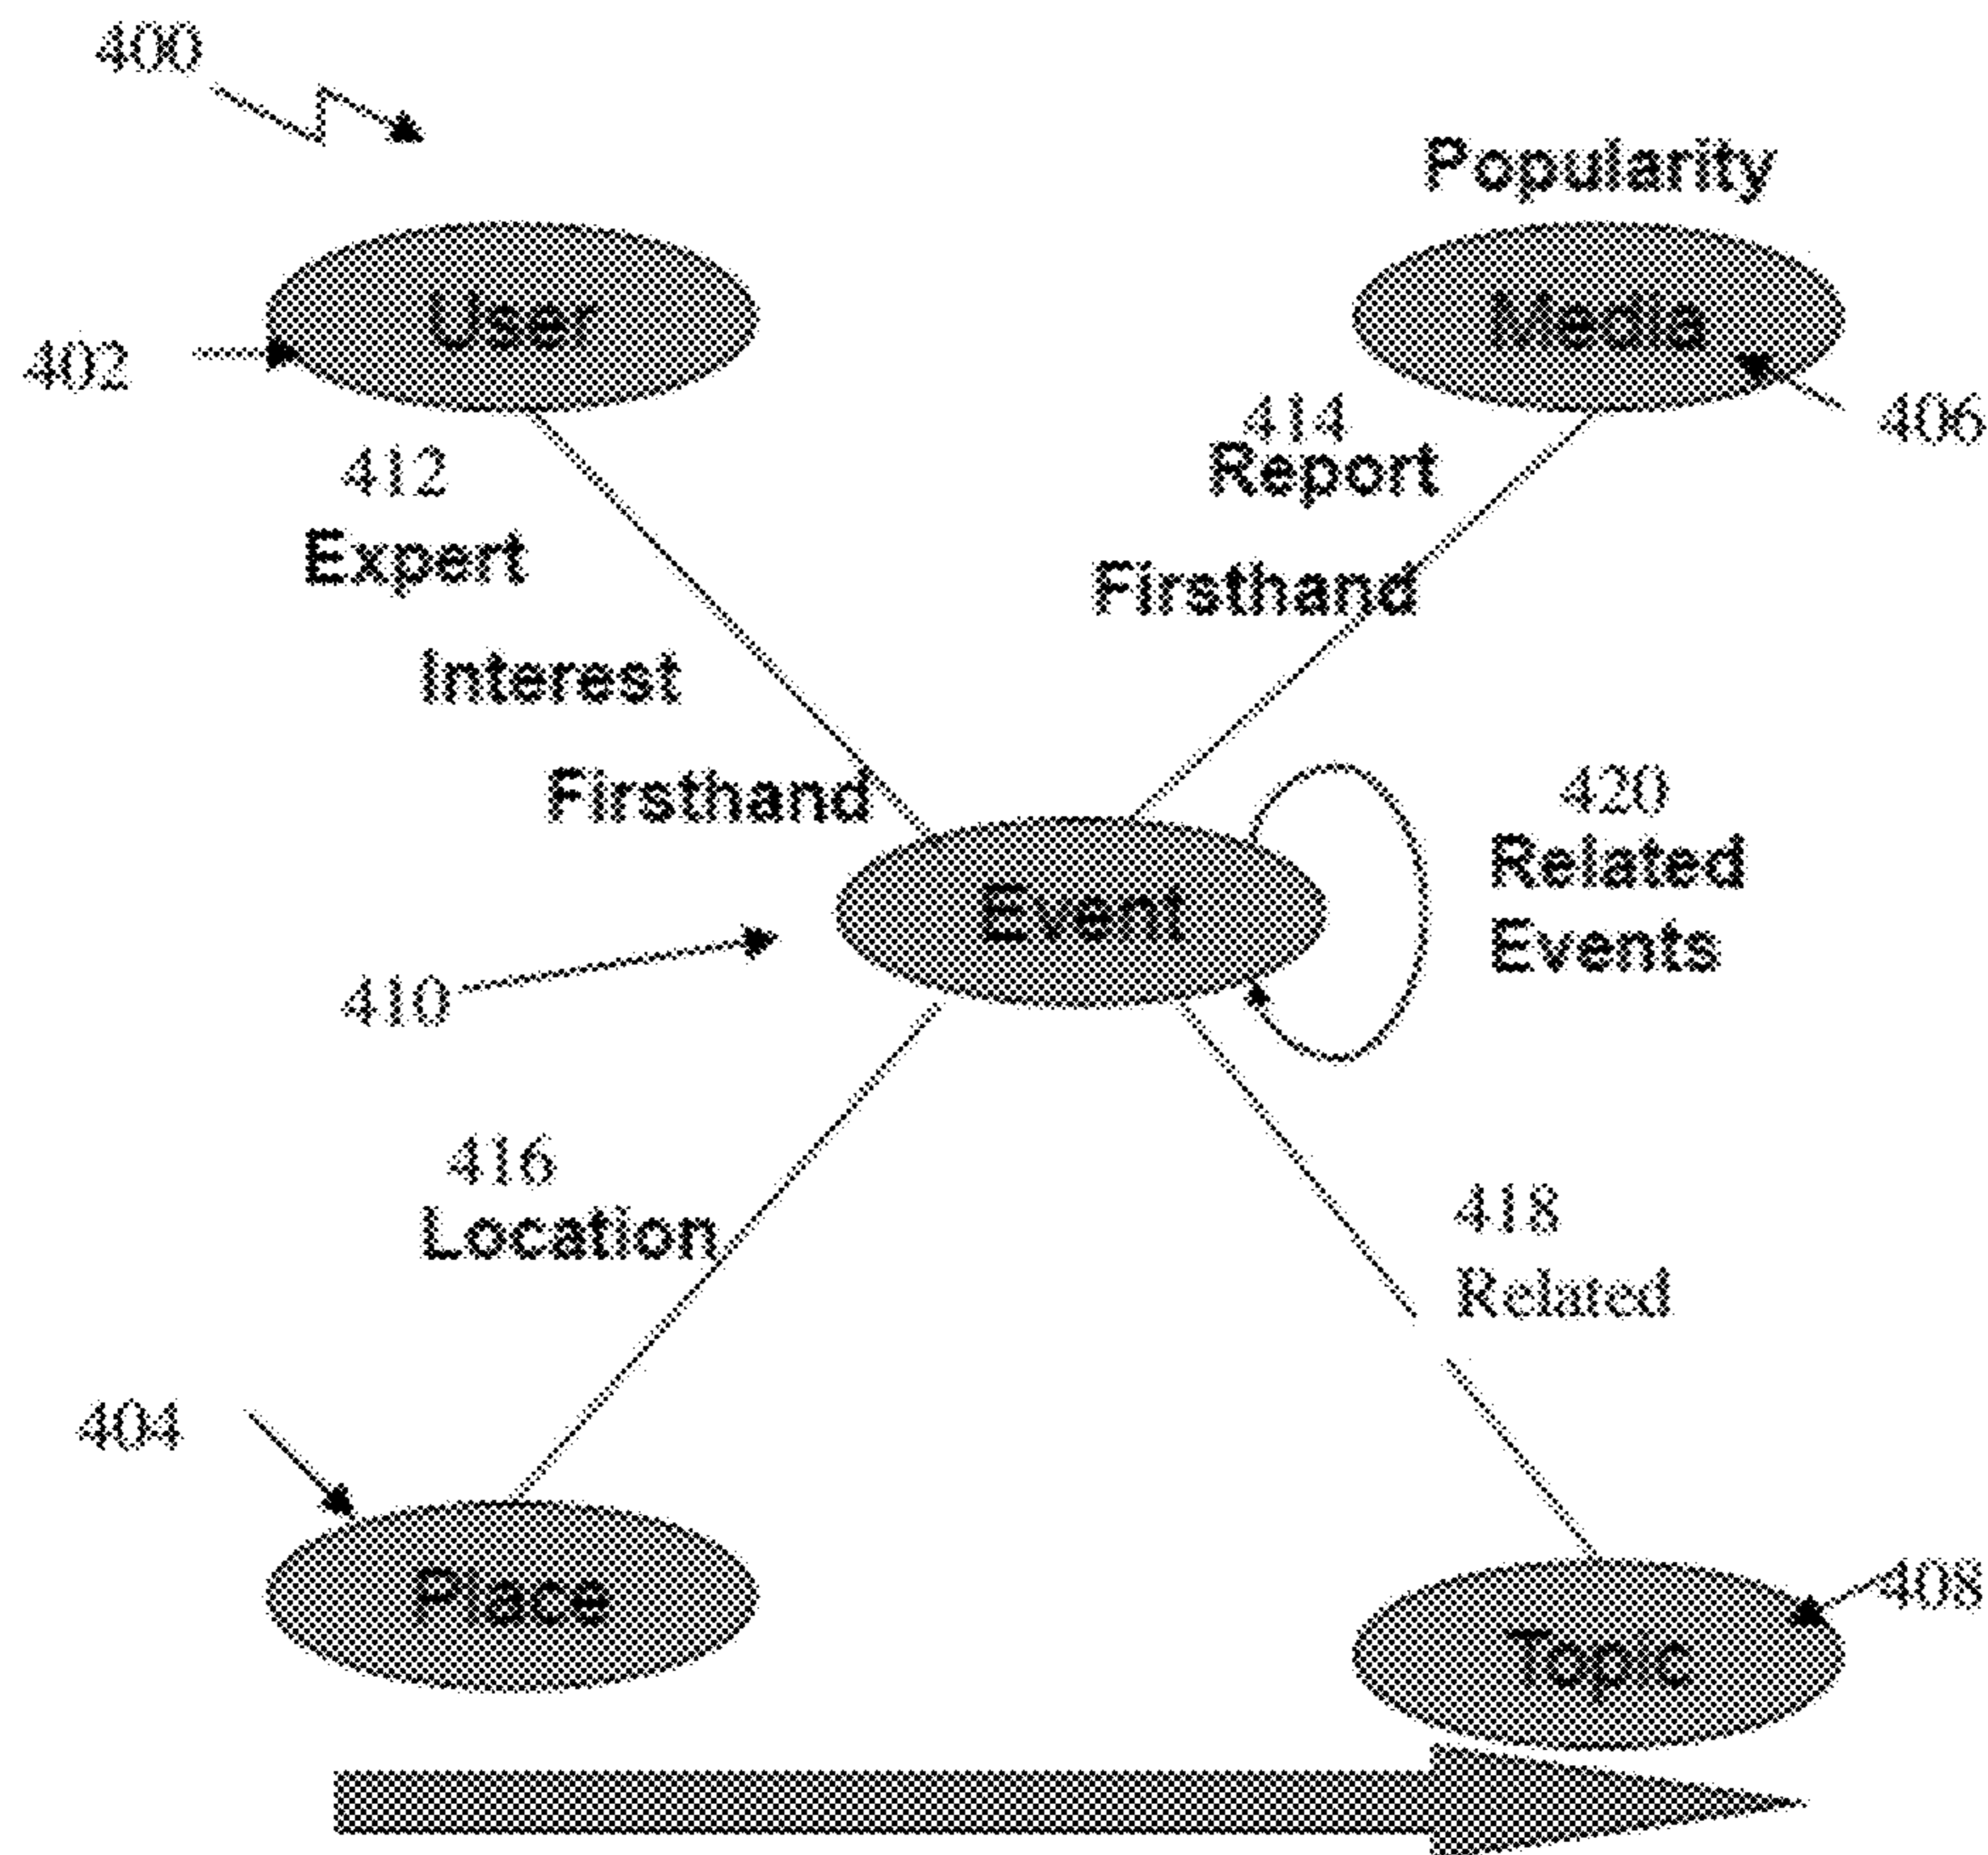 400
Popularity
User
Media
402
406
414
Report
412
Expert
Firsthand
Interest
Firsthand
420
Related
Events
Event
410
416
Location
418
Related
404
Place
408
Topic